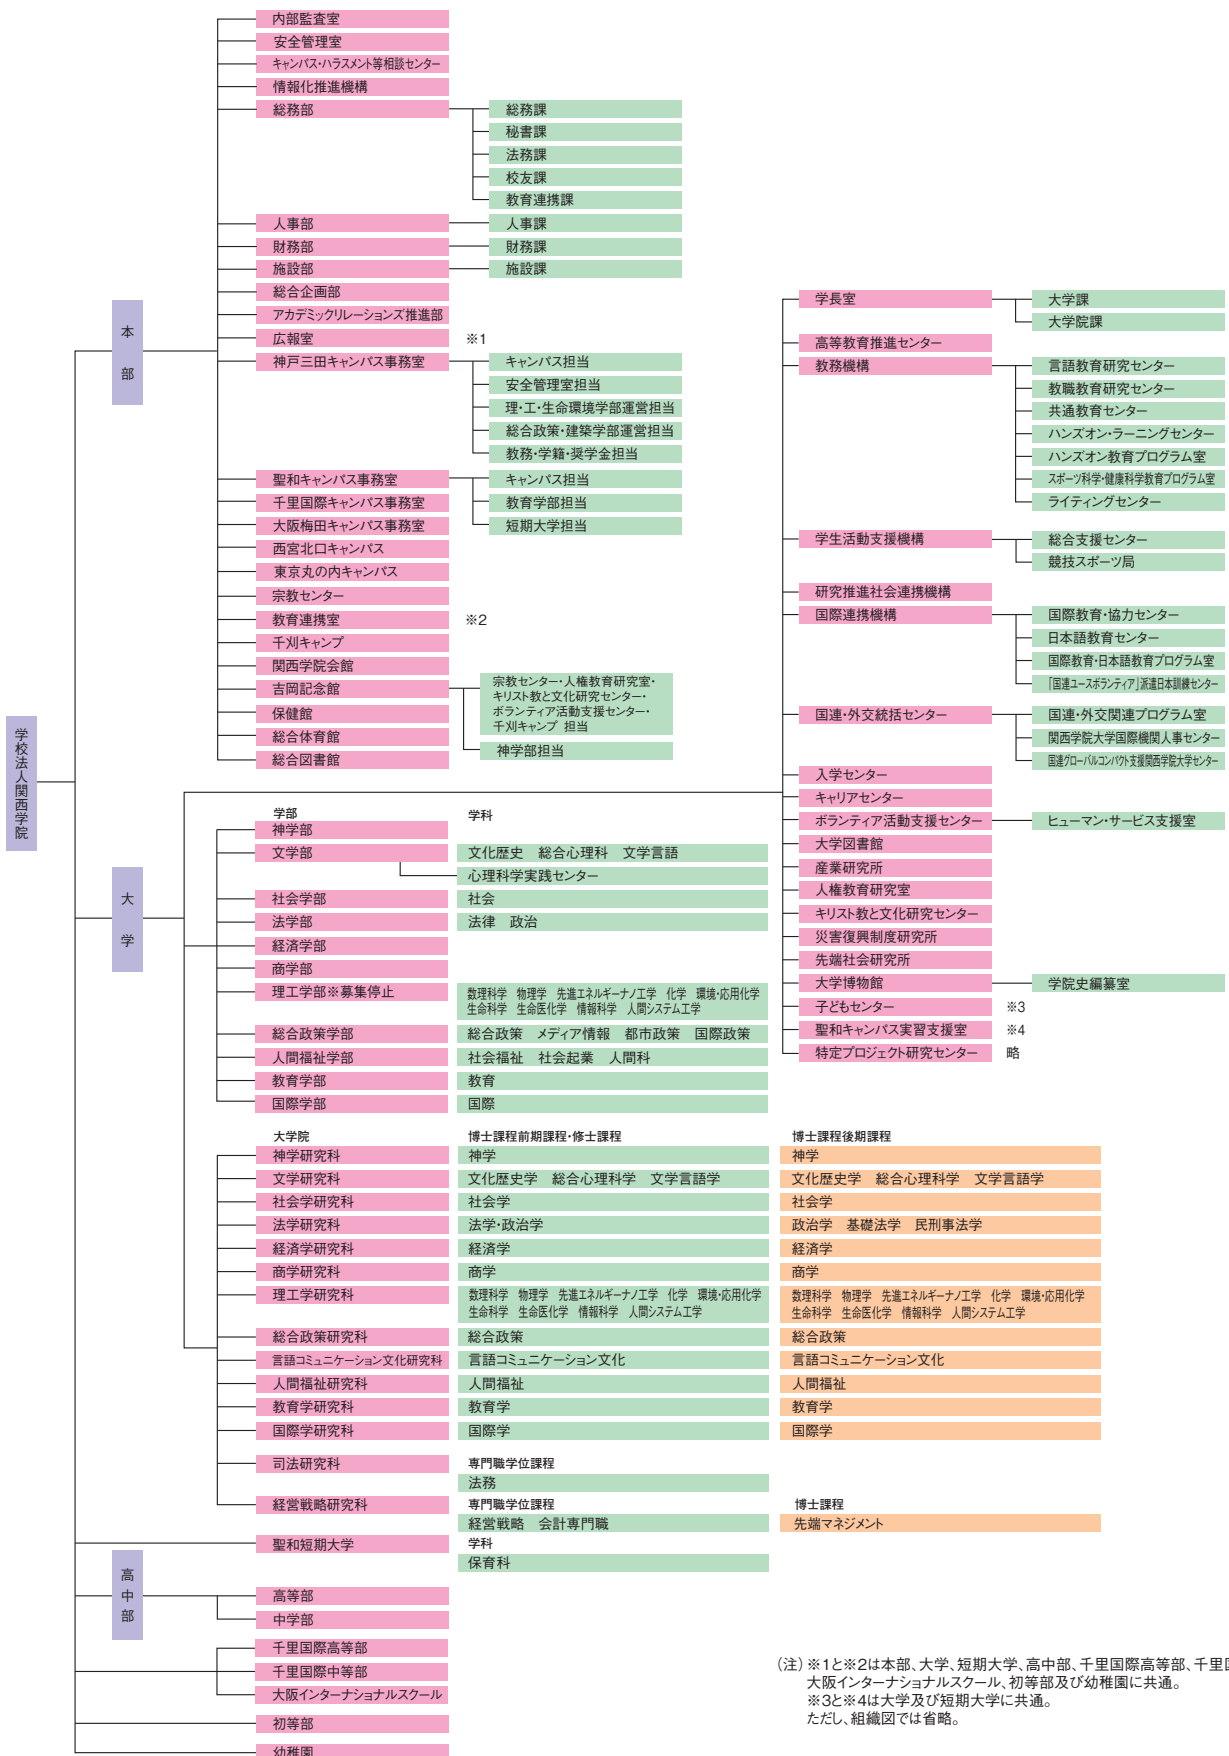 学校法人関西学院
本部
内部監査室
安全管理室
キャンパス・ハラスメント等相談センター
情報化推進機構
総務部
総務課
秘書課
法務課
校友課
教育連携課
人事部
人事課
財務部
財務課
施設部
施設課
総合企画部
アカデミックリレーションズ推進部
広報室 ※1
神戸三田キャンパス事務室
キャンパス担当
安全管理室担当
理・工・生命環境学部運営担当
総合政策・建築学部運営担当
教務・学籍・奨学金担当
聖和キャンパス事務室
キャンパス担当
教育学部担当
短期大学担当
千里国際キャンパス事務室
大阪梅田キャンパス事務室
西宮北口キャンパス
東京丸の内キャンパス
宗教センター
教育連携室 ※2
千刈キャンプ
関西学院会館
吉岡記念館
宗教センター・人権教育研究室・
キリスト教と文化研究センター・
ボランティア活動支援センター・
千刈キャンプ 担当
神学部担当
保健館
総合体育館
総合図書館
大学
学長室
大学課
大学院課
高等教育推進センター
教務機構
言語教育研究センター
教職教育研究センター
共通教育センター
ハンズオン・ラーニングセンター
ハンズオン教育プログラム室
スポーツ科学・健康科学教育プログラム室
ライティングセンター
学生活動支援機構
総合支援センター
競技スポーツ局
研究推進社会連携機構
国際連携機構
国際教育・協力センター
日本語教育センター
国際教育・日本語教育プログラム室
「国連ユースボランティア」派遣日本訓練センター
国連・外交統括センター
国連・外交関連プログラム室
関西学院大学国際機関人事センター
国連グローバルコンパクト支援関西学院大学センター
入学センター
キャリアセンター
ボランティア活動支援センター
ヒューマン・サービス支援室
大学図書館
産業研究所
人権教育研究室
キリスト教と文化研究センター
災害復興制度研究所
先端社会研究所
大学博物館
学院史編纂室
子どもセンター ※3
聖和キャンパス実習支援室 ※4
特定プロジェクト研究センター 略
学部 学科
神学部
文学部
文化歴史 総合心理科 文学言語
心理科学実践センター
社会学部
社会
法学部
法律 政治
経済学部
商学部
理工学部※募集停止
数理科学 物理学 先進エネルギーナノ工学 化学 環境・応用化学
生命科学 生命医化学 情報科学 人間システム工学
総合政策学部
総合政策 メディア情報 都市政策 国際政策
人間福祉学部
社会福祉 社会起業 人間科
教育学部
教育
国際学部
国際
大学院 博士課程前期課程・修士課程 博士課程後期課程
神学研究科 神学 神学
文学研究科 文化歴史学 総合心理科学 文学言語学 文化歴史学 総合心理科学 文学言語学
社会学研究科 社会学 社会学
法学研究科 法学・政治学 政治学 基礎法学 民刑事法学
経済学研究科 経済学 経済学
商学研究科 商学 商学
理工学研究科
数理科学 物理学 先進エネルギーナノ工学 化学 環境・応用化学
生命科学 生命医化学 情報科学 人間システム工学
数理科学 物理学 先進エネルギーナノ工学 化学 環境・応用化学
生命科学 生命医化学 情報科学 人間システム工学
総合政策研究科 総合政策 総合政策
言語コミュニケーション文化研究科 言語コミュニケーション文化 言語コミュニケーション文化
人間福祉研究科 人間福祉 人間福祉
教育学研究科 教育学 教育学
国際学研究科 国際学 国際学
司法研究科 専門職学位課程
法務
経営戦略研究科 専門職学位課程 博士課程
経営戦略 会計専門職 先端マネジメント
聖和短期大学 学科
保育科
高中部
高等部
中学部
千里国際高等部
千里国際中等部
大阪インターナショナルスクール
初等部
幼稚園
(注)※1と※2は本部、大学、短期大学、高中部、千里国際高等部、千里国
大阪インターナショナルスクール、初等部及び幼稚園に共通。
※3と※4は大学及び短期大学に共通。
ただし、組織図では省略。